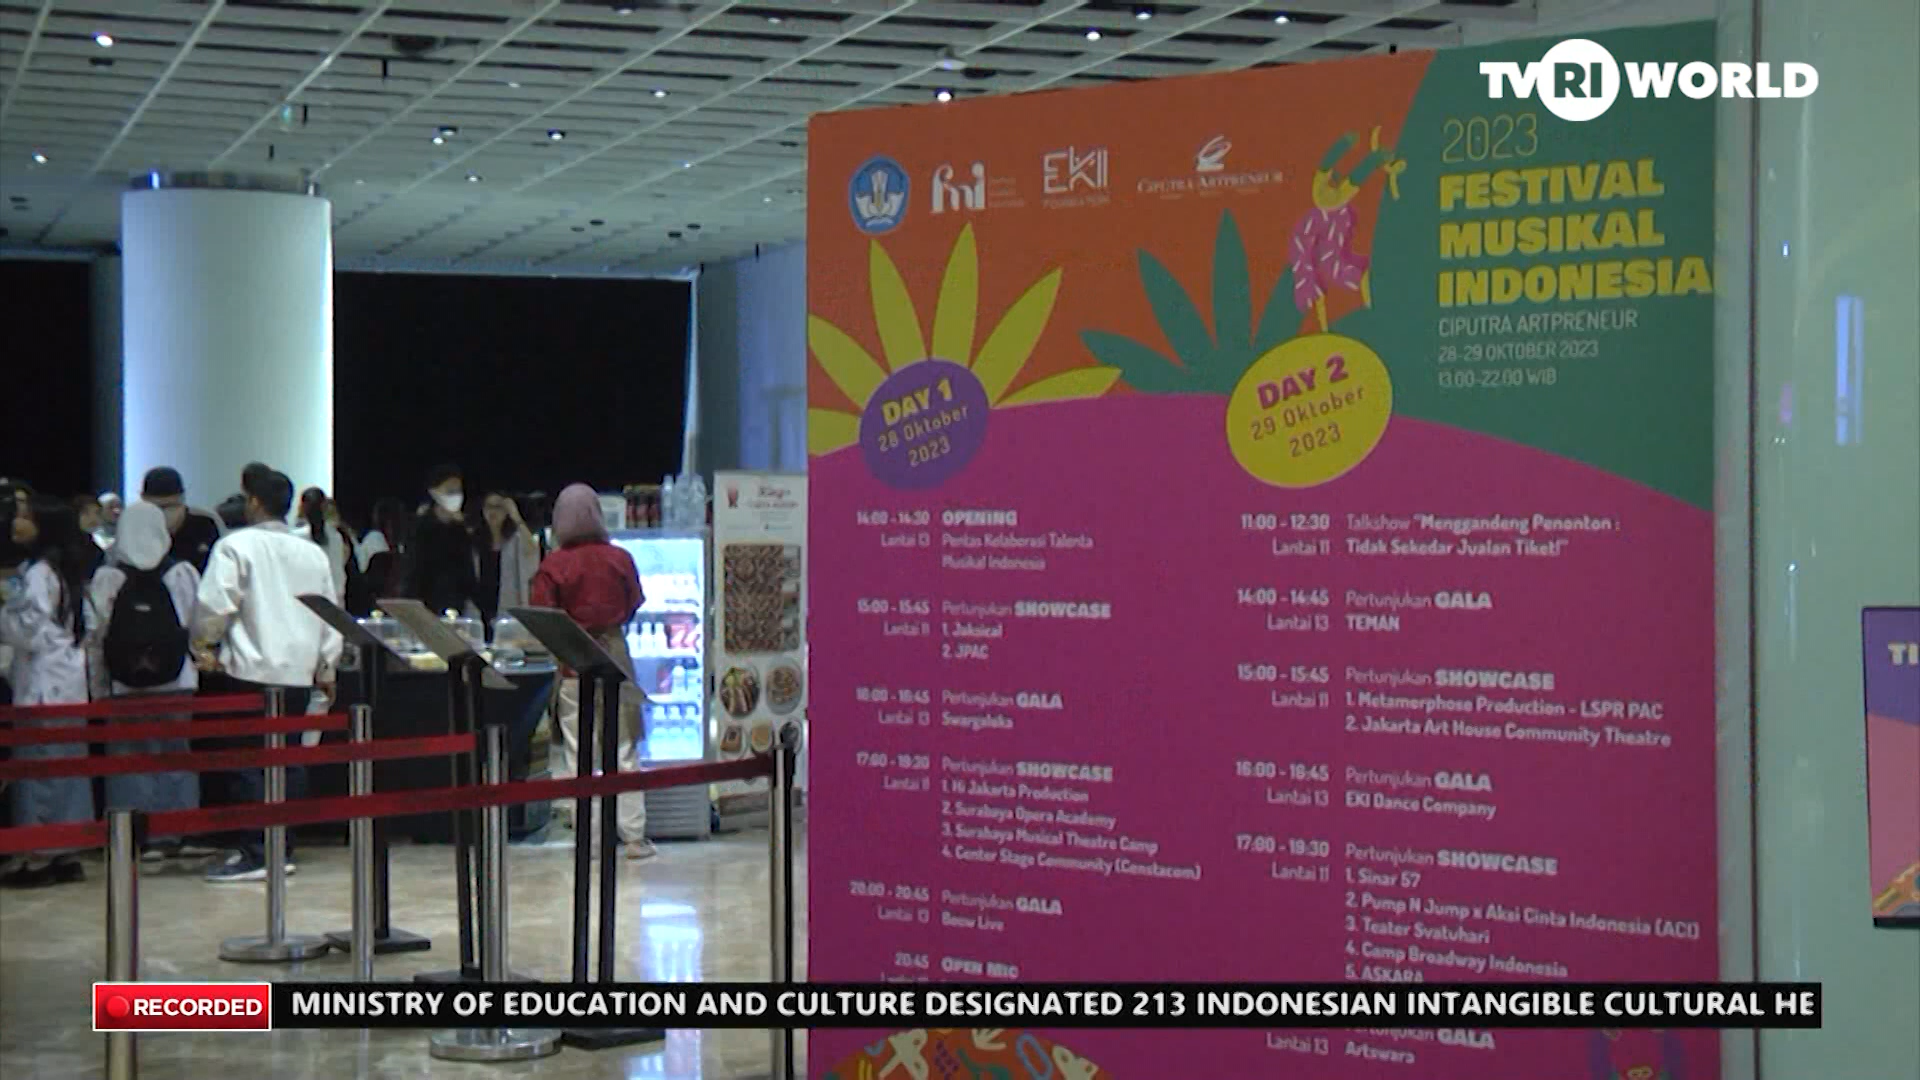 TVRI WORLD
fmi
EKI
FOUNDATION
CIPUTRA ARTPRENEUR
2023
FESTIVAL
MUSIKAL
INDONESIA
CIPUTRA ARTPRENEUR
28-29 OKTOBER 2023
13.00-22.00 WIB
DAY 1
28 Oktober
2023
DAY 2
29 Oktober
2023
14:00 - 14:30 OPENING
Lantai 13 Pentas Kolaborasi Talenta
Musikal Indonesia
15:00 - 15:45 Pertunjukan SHOWCASE
Lantai 11 1. Jaksical
2. JPAC
16:00 - 16:45 Pertunjukan GALA
Lantai 13 Swargaloka
17:00 - 19:30 Pertunjukan SHOWCASE
Lantai 11 1. 16 Jakarta Production
2. Surabaya Opera Academy
3. Surabaya Musical Theatre Camp
4. Center Stage Community (Censtacom)
20:00 - 20:45 Pertunjukan GALA
Lantai 13 Beow Live
20:45 OPEN MIC
11:00 - 12:30 Talkshow "Menggandeng Penonton :
Lantai 11 Tidak Sekedar Jualan Tiket!"
14:00 - 14:45 Pertunjukan GALA
Lantai 13 TEMAN
15:00 - 15:45 Pertunjukan SHOWCASE
Lantai 11 1. Metamorphose Production - LSPR PAC
2. Jakarta Art House Community Theatre
16:00 - 16:45 Pertunjukan GALA
Lantai 13 EKI Dance Company
17:00 - 19:30 Pertunjukan SHOWCASE
Lantai 11 1. Sinar 57
2. Pump N Jump x Aksi Cinta Indonesia (ACI)
3. Teater Svatuhari
4. Camp Broadway Indonesia
5. ASKARA
Pertunjukan GALA
Lantai 13 Artswara
TI
RECORDED
MINISTRY OF EDUCATION AND CULTURE DESIGNATED 213 INDONESIAN INTANGIBLE CULTURAL HE